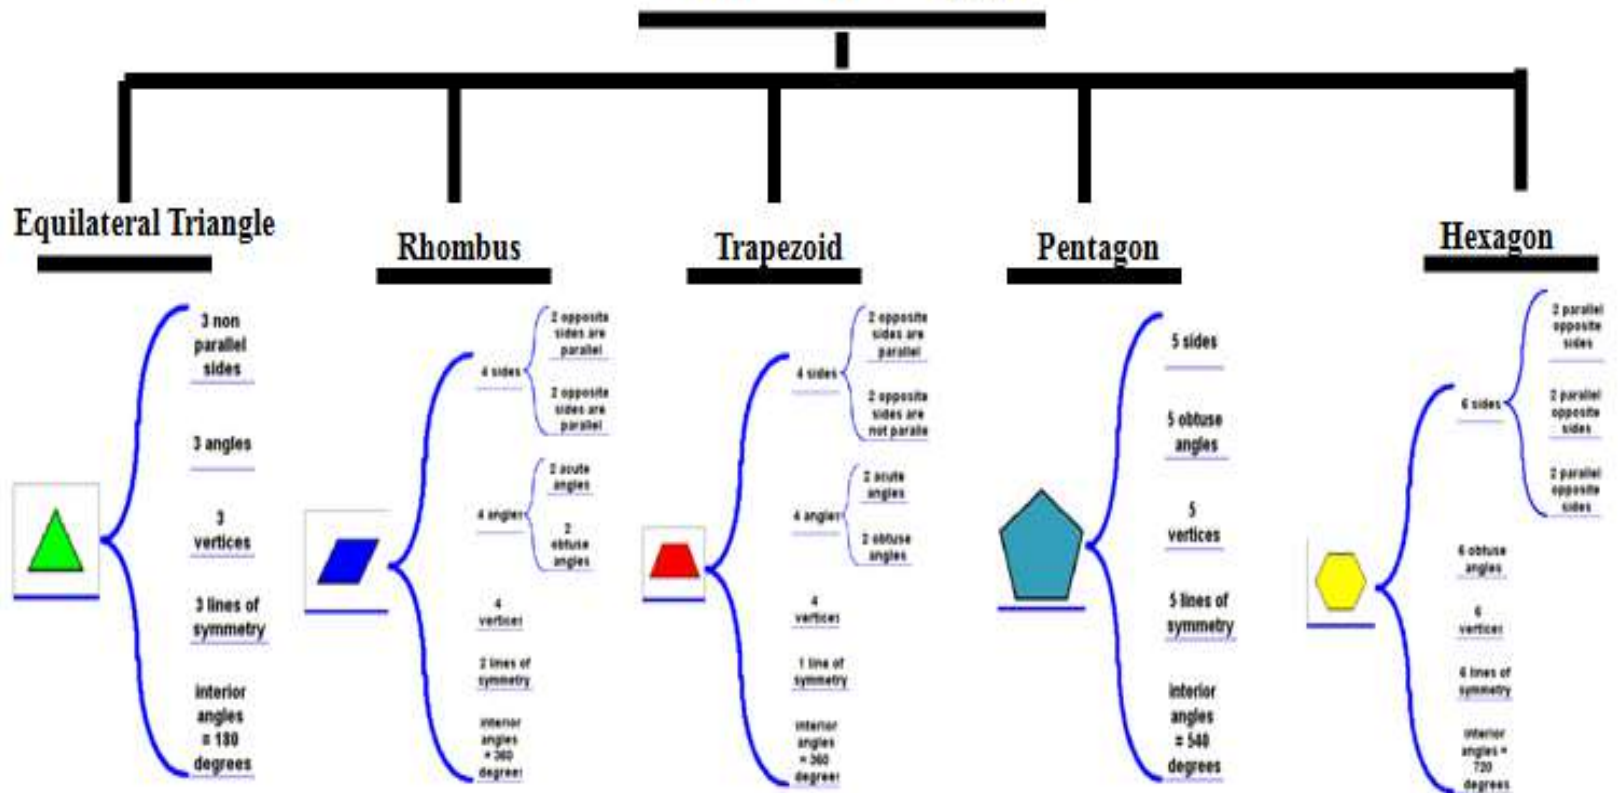 Equilateral Triangle
3 non
parallel
sides
3 angles
3
vertices
3 lines of
symmetry
interior
angles
= 180
degrees
Rhombus
4 sides
2 opposite
sides are
parallel
2 opposite
sides are
parallel
4 angles
2 acute
angles
2
obtuse
angles
4
vertices
2 lines of
symmetry
interior
angles
= 360
degrees
Trapezoid
4 sides
2 opposite
sides are
parallel
2 opposite
sides are
not paralle
4 angles
2 acute
angles
2 obtuse
angles
4
vertices
1 line of
symmetry
interior
angles
= 360
degrees
Pentagon
5 sides
5 obtuse
angles
5
vertices
5 lines of
symmetry
interior
angles
= 540
degrees
Hexagon
6 sides
2 parallel
opposite
sides
2 parallel
opposite
sides
2 parallel
opposite
sides
6 obtuse
angles
6
vertices
6 lines of
symmetry
interior
angles =
720
degrees